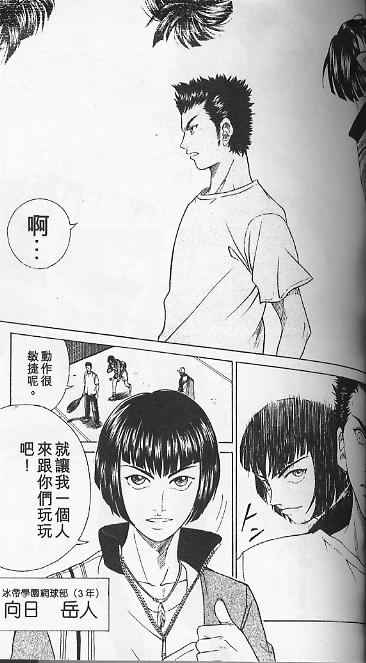 啊…
動作很
敏捷呢。
就讓我一個人
來跟你們玩玩
吧！
冰帝學園網球部（3年）
向日　岳人